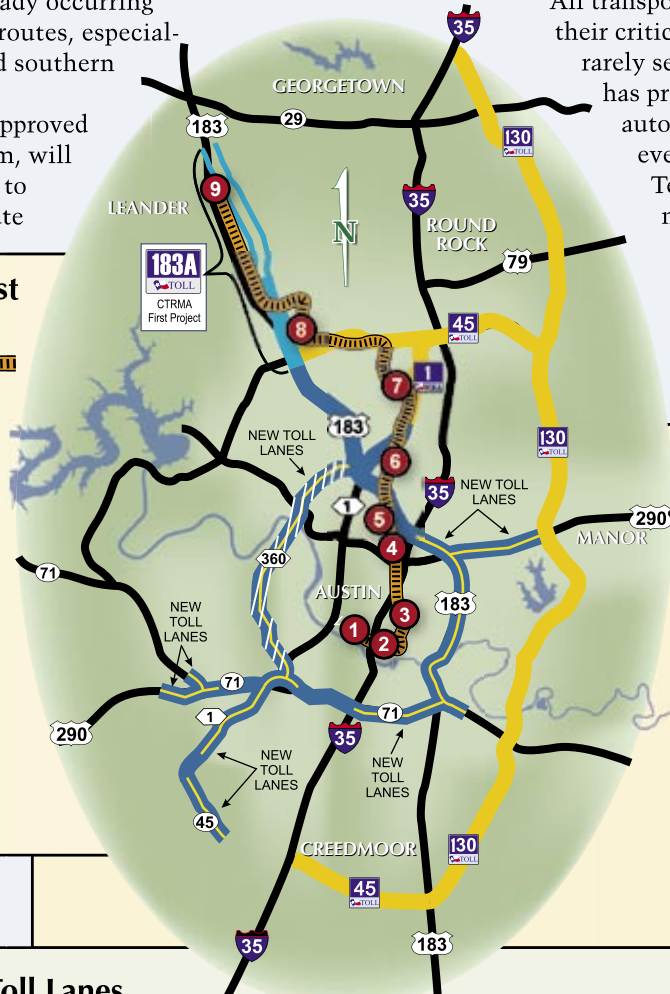 ady occurring
routes, especial-
d southern
pproved
m, will
to
ate
All transpo
their critic
rarely se
has pr
auto
eve
Te
st
35
GEORGETOWN
183
29
130
TOLL
9
LEANDER
35
ROUND
ROCK
N
79
183A
TOLL
CTRMA
First Project
8
45
TOLL
1
TOLL
7
183
NEW TOLL
LANES
6
130
TOLL
35
NEW TOLL
LANES
1
5
290
MANOR
4
360
71
AUSTIN
183
NEW
TOLL
LANES
3
1
2
71
1
71
290
35
NEW
TOLL
LANES
NEW
TOLL
LANES
45
CREEDMOOR
130
TOLL
45
TOLL
35
183
Toll Lanes